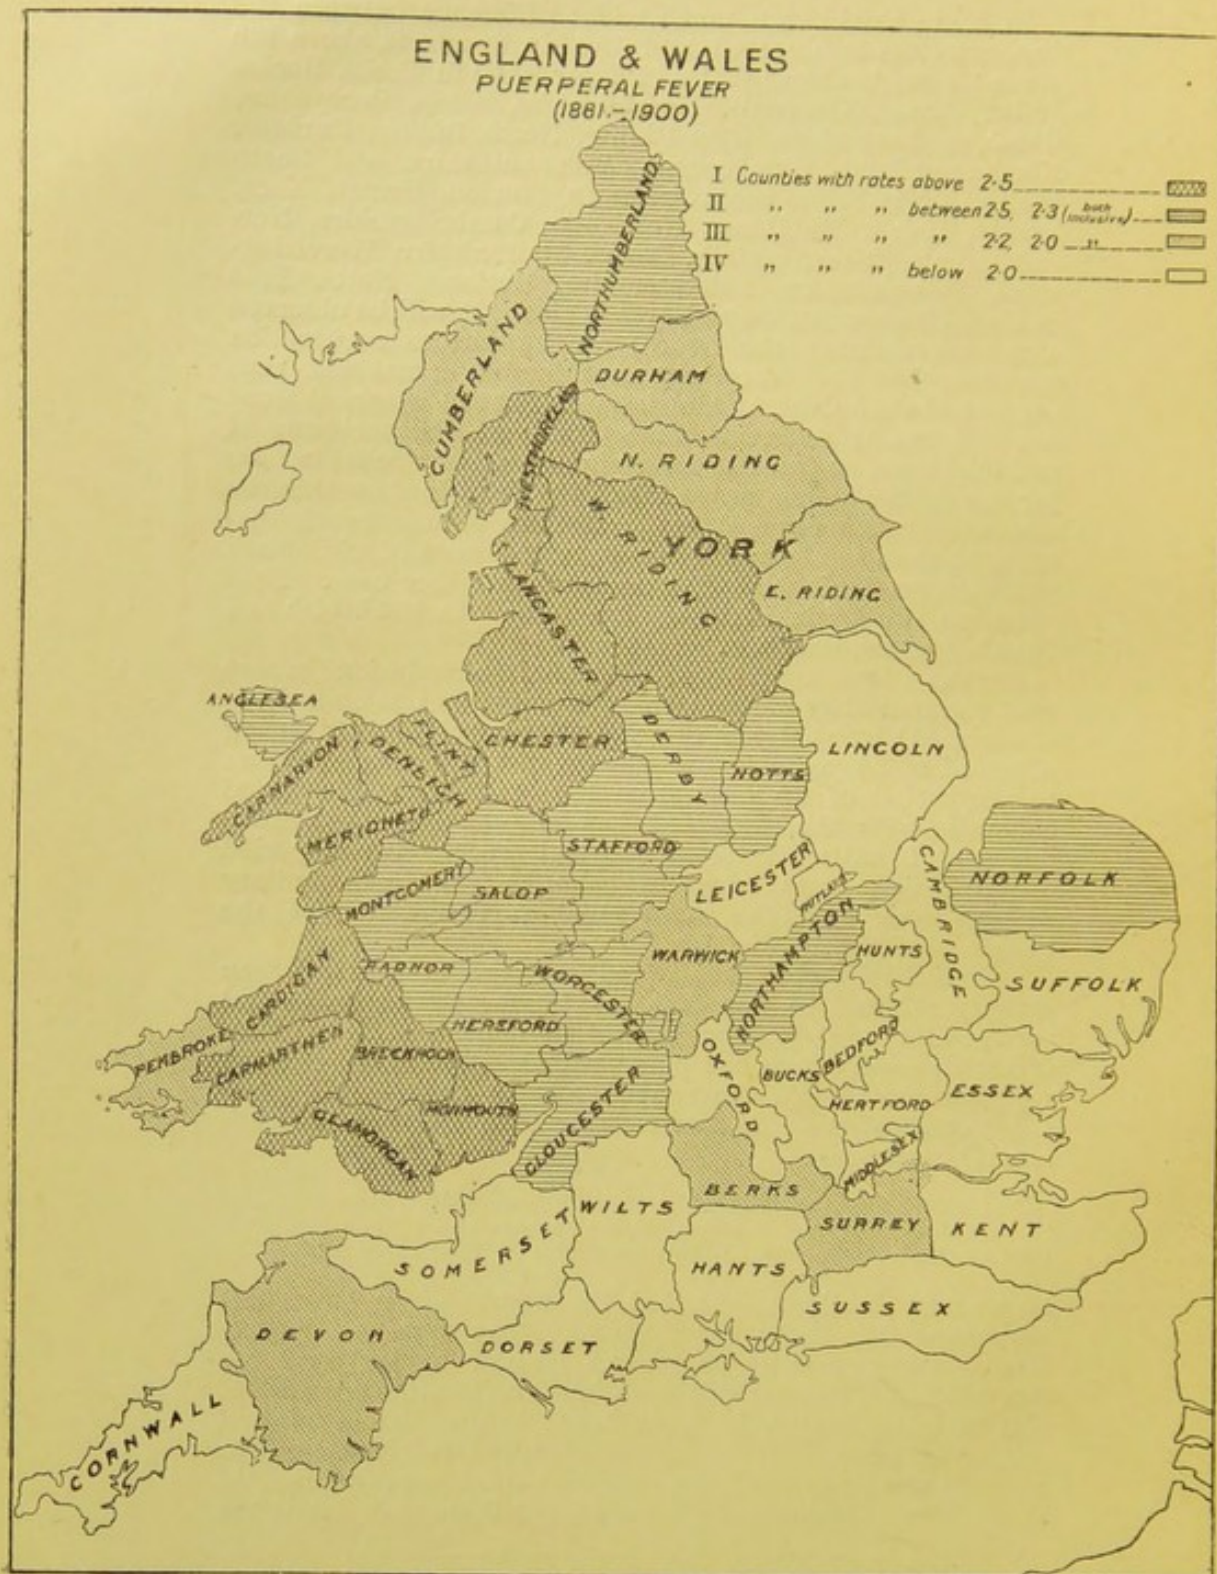 ENGLAND & WALES
PUERPERAL FEVER
(1861.-1900)
I Counties with rates above 2·5
II „ „ „ between 2·5, 2·3 (both inclusive)
III „ „ „ „ 2·2, 2·0 „
IV „ „ „ below 2·0
NORTHUMBERLAND
CUMBERLAND
DURHAM
WESTMORELAND
N. RIDING
W. RIDING
YORK
E. RIDING
LANCASTER
ANGLESEA
CARNARVON
DENBIGH
FLINT
CHESTER
DERBY
NOTTS
LINCOLN
MERIONETH
STAFFORD
LEICESTER
RUTLAND
CAMBRIDGE
NORFOLK
MONTGOMERY
SALOP
NORTHAMPTON
HUNTS
SUFFOLK
WARWICK
RADNOR
WORCESTER
CARDIGAN
HEREFORD
PEMBROKE
CARMARTHEN
BRECKNOCK
OXFORD
BUCKS
BEDFORD
ESSEX
HERTFORD
GLAMORGAN
MONMOUTH
GLOUCESTER
MIDDLESEX
BERKS
WILTS
SURREY
KENT
SOMERSET
HANTS
SUSSEX
DEVON
DORSET
CORNWALL